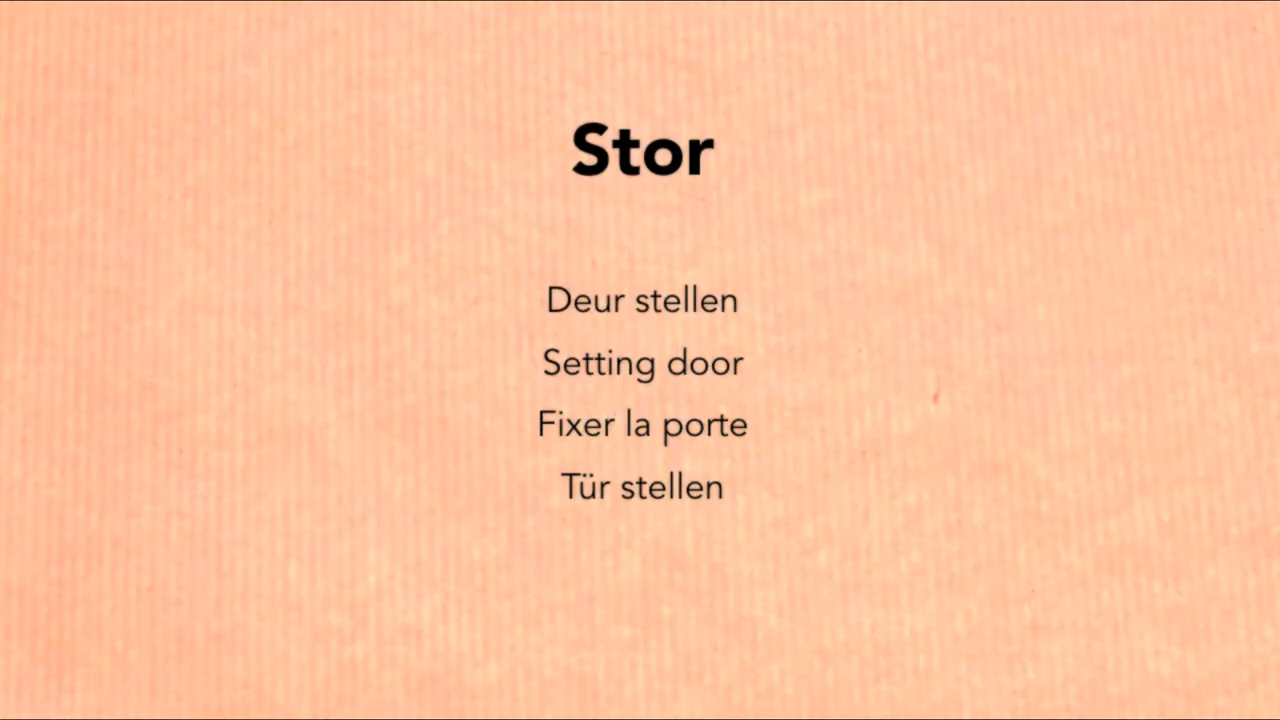 Stor
Deur stellen
Setting door
Fixer la porte
Tür stellen